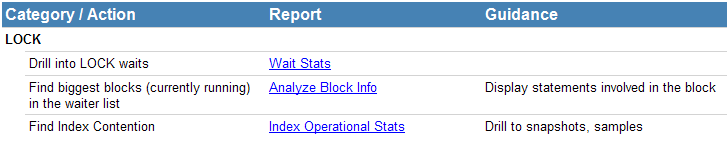 Category / Action Report Guidance
LOCK
Drill into LOCK waits Wait Stats
Find biggest blocks (currently running) Analyze Block Info Display statements involved in the block
in the waiter list
Find Index Contention Index Operational Stats Drill to snapshots, samples